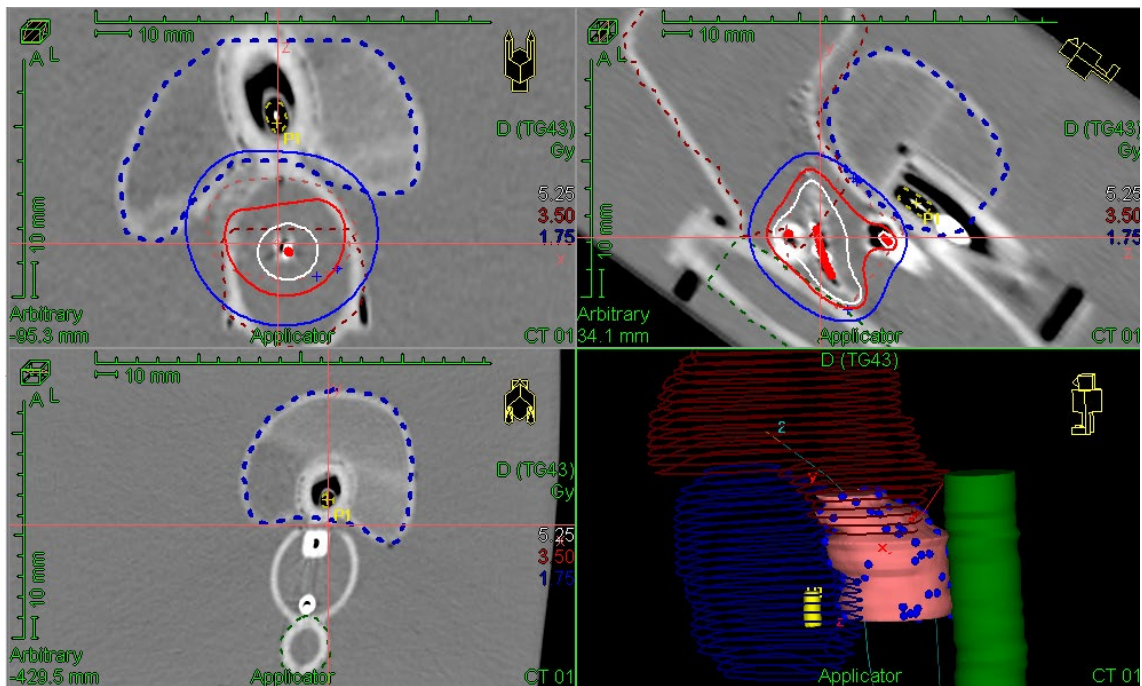 10 mm
A
L
Z
P1
D (TG43)
Gy
5.25
3.50
1.75
10 mm
Arbitrary
-95.3 mm
Applicator
CT 01
10 mm
A
L
P1
D (TG43)
Gy
5.25
3.50
1.75
10 mm
Arbitrary
34.1 mm
Applicator
CT 01
10 mm
A
L
P1
D (TG43)
Gy
5.25
3.50
1.75
10 mm
Arbitrary
-429.5 mm
Applicator
CT 01
D (TG43)
2
x
Applicator
CT 01